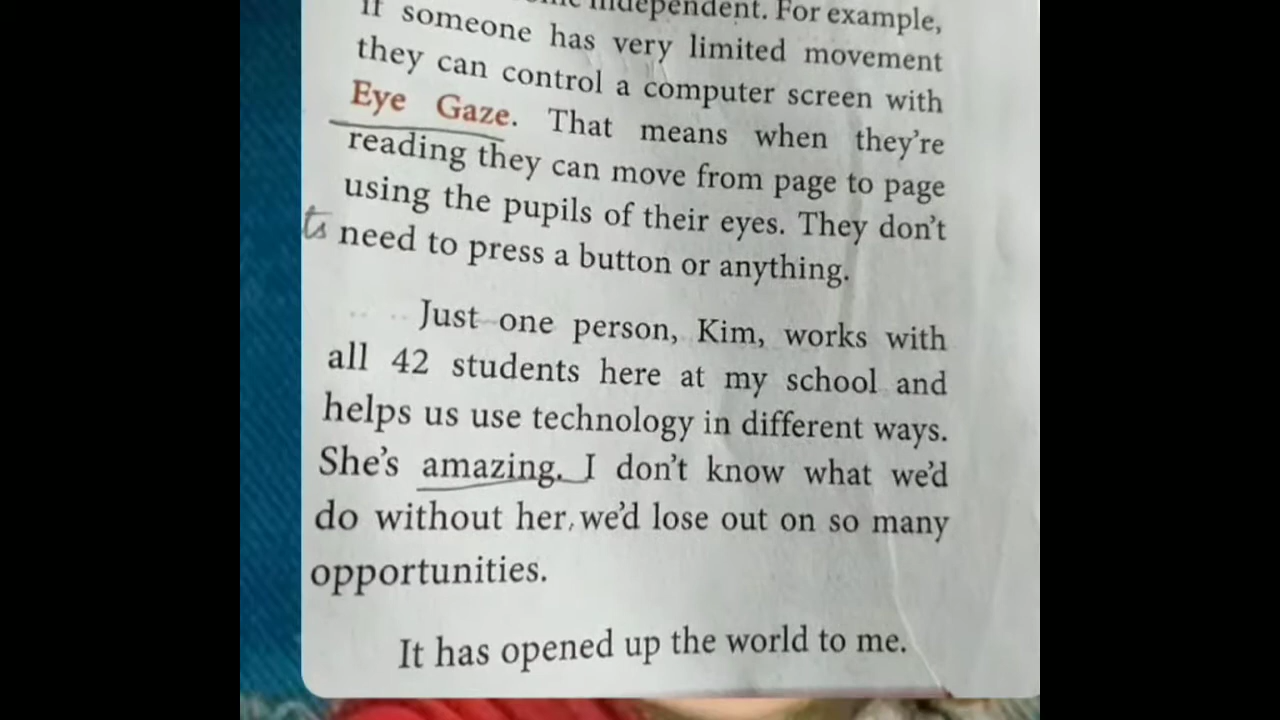 independent. For example,
if someone has very limited movement
they can control a computer screen with
Eye Gaze. That means when they're
reading they can move from page to page
using the pupils of their eyes. They don't
ts need to press a button or anything.
Just one person, Kim, works with
all 42 students here at my school and
helps us use technology in different ways.
She's amazing. I don't know what we'd
do without her, we'd lose out on so many
opportunities.
It has opened up the world to me.